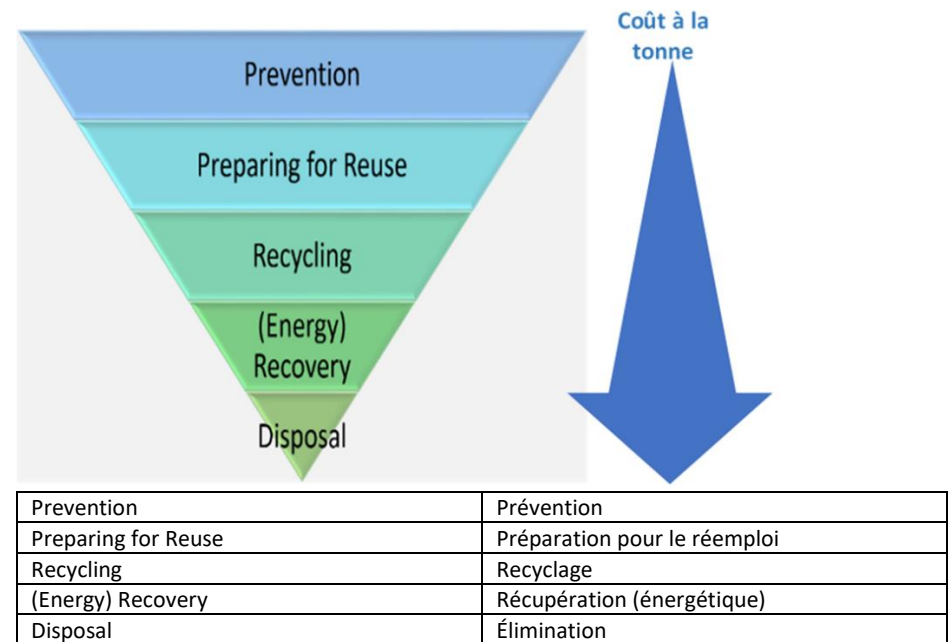 Coût à la
tonne
Prevention
Preparing for Reuse
Recycling
(Energy)
Recovery
Disposal
Prevention Prévention
Preparing for Reuse Préparation pour le réemploi
Recycling Recyclage
(Energy) Recovery Récupération (énergétique)
Disposal Élimination